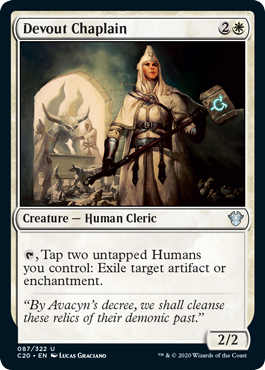 Devout Chaplain 2
Creature — Human Cleric
, Tap two untapped Humans
you control: Exile target artifact or
enchantment.
"By Avacyn's decree, we shall cleanse
these relics of their demonic past."
2/2
087/322 U
C20 • EN Lucas Graciano ™ & © 2020 Wizards of the Coast